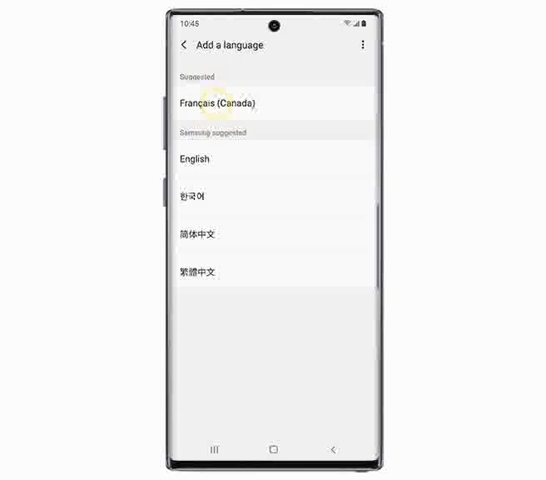 10:45
Add a language
Suggested
Français (Canada)
Samsung suggested
English
한국어
简体中文
繁體中文